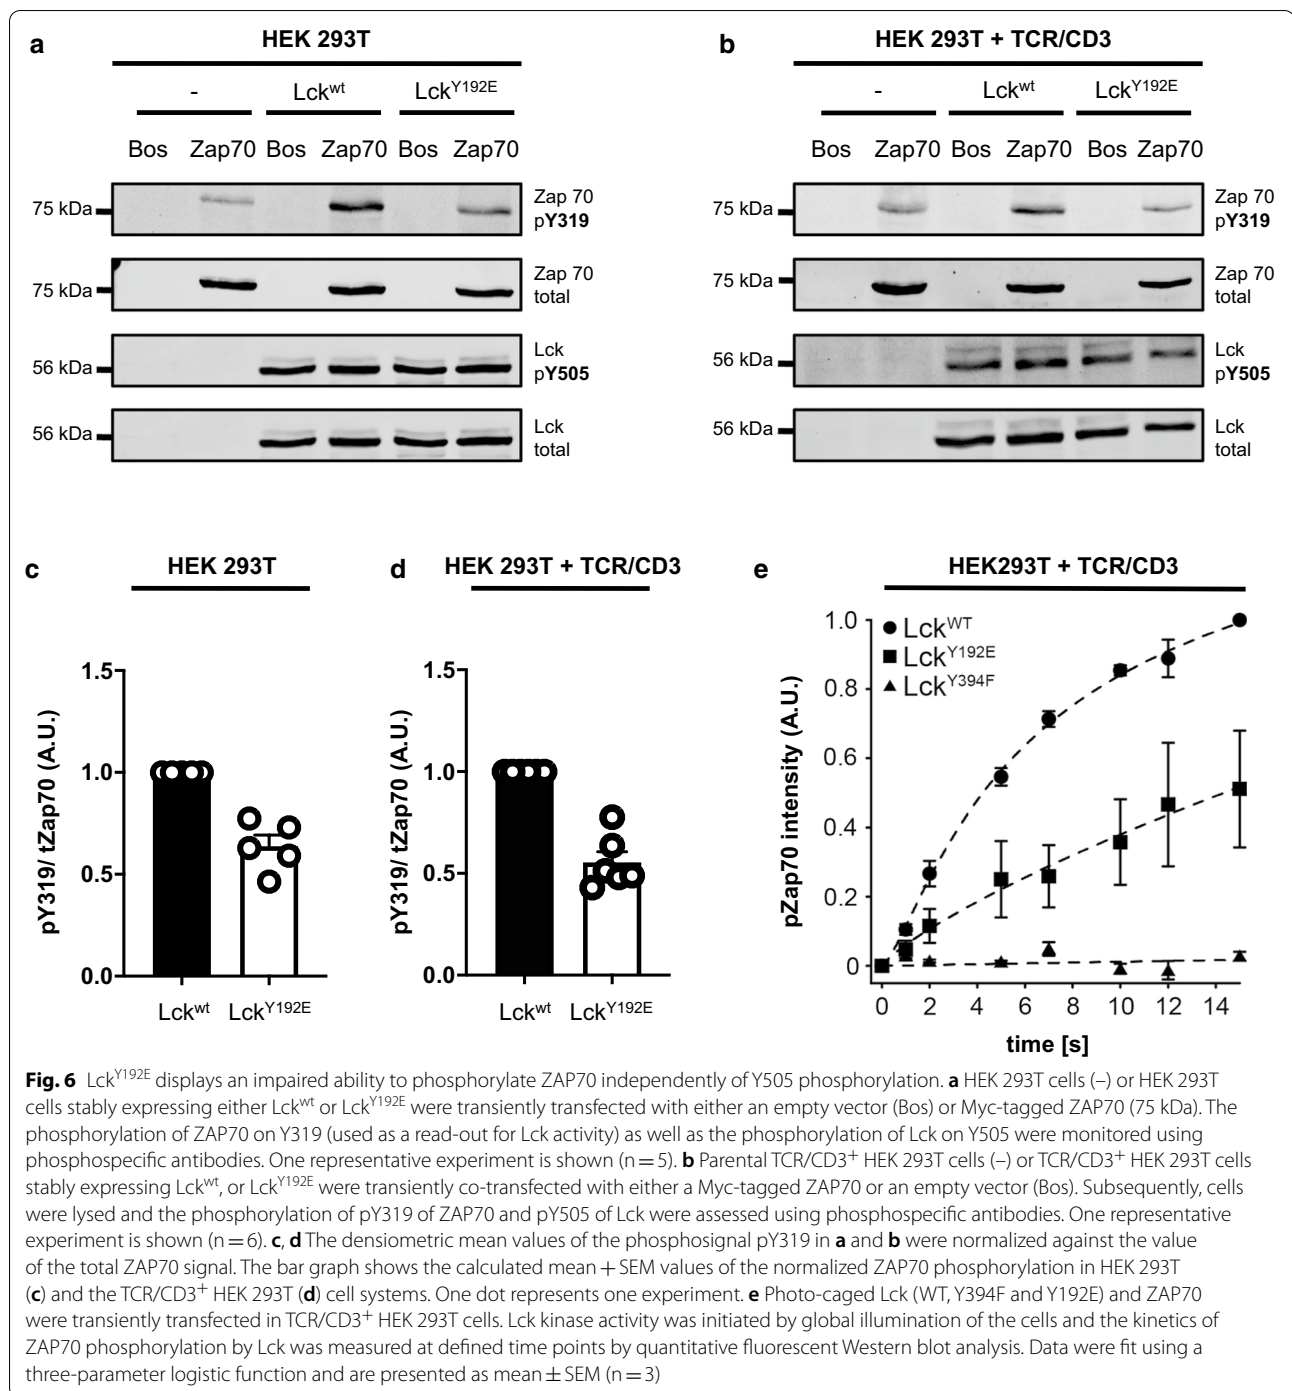 a
HEK 293T
-
Lck^wt
Lck^Y192E
Bos Zap70 Bos Zap70 Bos Zap70
75 kDa
Zap 70
pY319
75 kDa
Zap 70
total
56 kDa
Lck
pY505
56 kDa
Lck
total
b
HEK 293T + TCR/CD3
-
Lck^wt
Lck^Y192E
Bos Zap70 Bos Zap70 Bos Zap70
75 kDa
Zap 70
pY319
75 kDa
Zap 70
total
56 kDa
Lck
pY505
56 kDa
Lck
total
c
HEK 293T
pY319/ tZap70 (A.U.)
1.5
1.0
0.5
0.0
Lck^wt Lck^Y192E
d
HEK 293T + TCR/CD3
pY319/ tZap70 (A.U.)
1.5
1.0
0.5
0.0
Lck^wt Lck^Y192E
e
HEK293T + TCR/CD3
pZap70 intensity (A.U.)
1.0
0.8
0.6
0.4
0.2
0
Lck^WT
Lck^Y192E
Lck^Y394F
0 2 4 6 8 10 12 14
time [s]
Fig. 6 Lck^Y192E displays an impaired ability to phosphorylate ZAP70 independently of Y505 phosphorylation. a HEK 293T cells (–) or HEK 293T
cells stably expressing either Lck^wt or Lck^Y192E were transiently transfected with either an empty vector (Bos) or Myc-tagged ZAP70 (75 kDa). The
phosphorylation of ZAP70 on Y319 (used as a read-out for Lck activity) as well as the phosphorylation of Lck on Y505 were monitored using
phosphospecific antibodies. One representative experiment is shown (n = 5). b Parental TCR/CD3+ HEK 293T cells (–) or TCR/CD3+ HEK 293T cells
stably expressing Lck^wt, or Lck^Y192E were transiently co-transfected with either a Myc-tagged ZAP70 or an empty vector (Bos). Subsequently, cells
were lysed and the phosphorylation of pY319 of ZAP70 and pY505 of Lck were assessed using phosphospecific antibodies. One representative
experiment is shown (n = 6). c, d The densiometric mean values of the phosphosignal pY319 in a and b were normalized against the value
of the total ZAP70 signal. The bar graph shows the calculated mean + SEM values of the normalized ZAP70 phosphorylation in HEK 293T
(c) and the TCR/CD3+ HEK 293T (d) cell systems. One dot represents one experiment. e Photo-caged Lck (WT, Y394F and Y192E) and ZAP70
were transiently transfected in TCR/CD3+ HEK 293T cells. Lck kinase activity was initiated by global illumination of the cells and the kinetics of
ZAP70 phosphorylation by Lck was measured at defined time points by quantitative fluorescent Western blot analysis. Data were fit using a
three-parameter logistic function and are presented as mean ± SEM (n = 3)